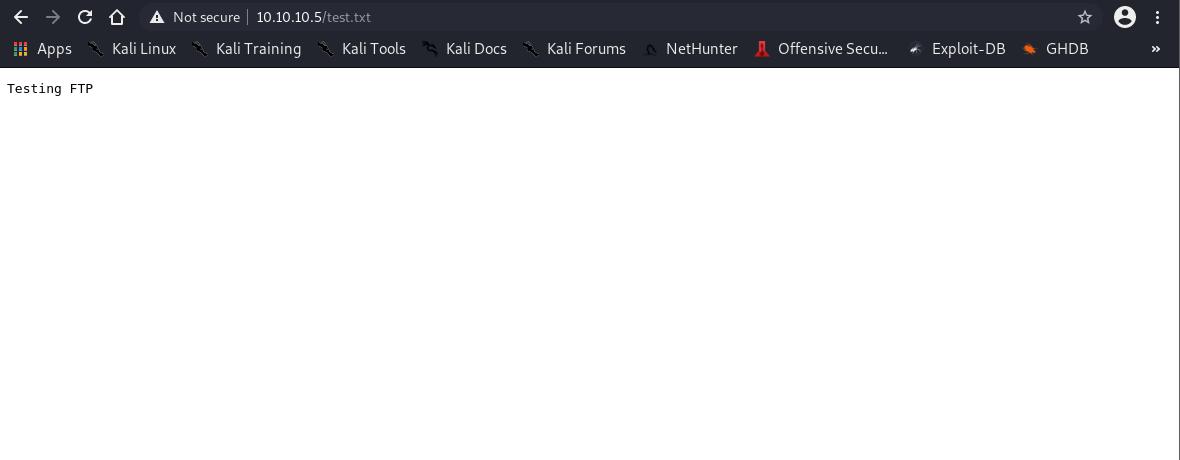 Not secure 10.10.10.5/test.txt
Apps Kali Linux Kali Training Kali Tools Kali Docs Kali Forums NetHunter Offensive Secu... Exploit-DB GHDB »
Testing FTP